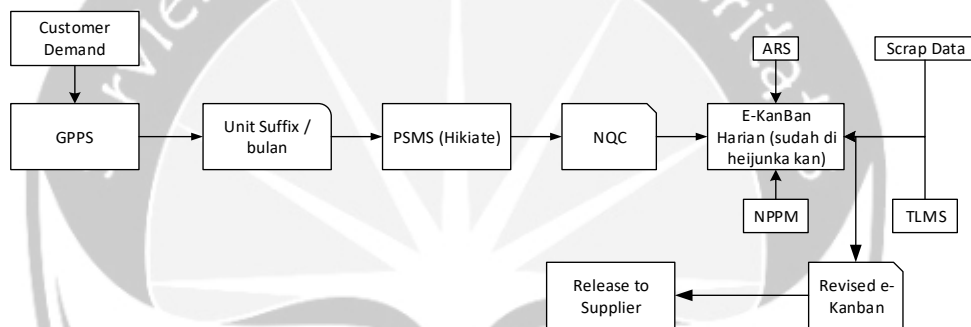 Customer
Demand
ARS
Scrap Data
GPPS
Unit Suffix /
bulan
PSMS (Hikiate)
NQC
E-KanBan
Harian (sudah di
heijunka kan)
NPPM
TLMS
Release to
Supplier
Revised e-
Kanban